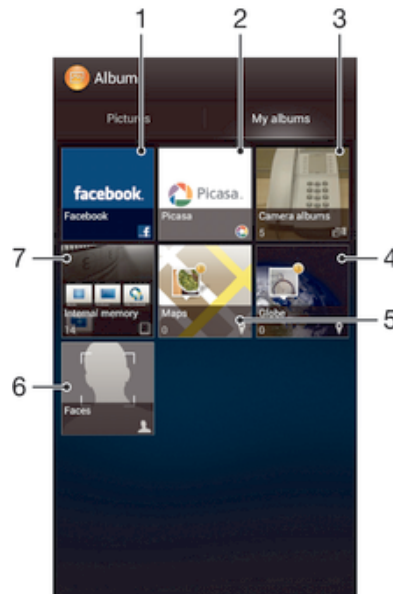 1 2 3
Album
Pictures My albums
facebook. Picasa.
Facebook Picasa Camera albums
5
7 4
Internal memory Maps Globe
14 0 0
5
6
Faces